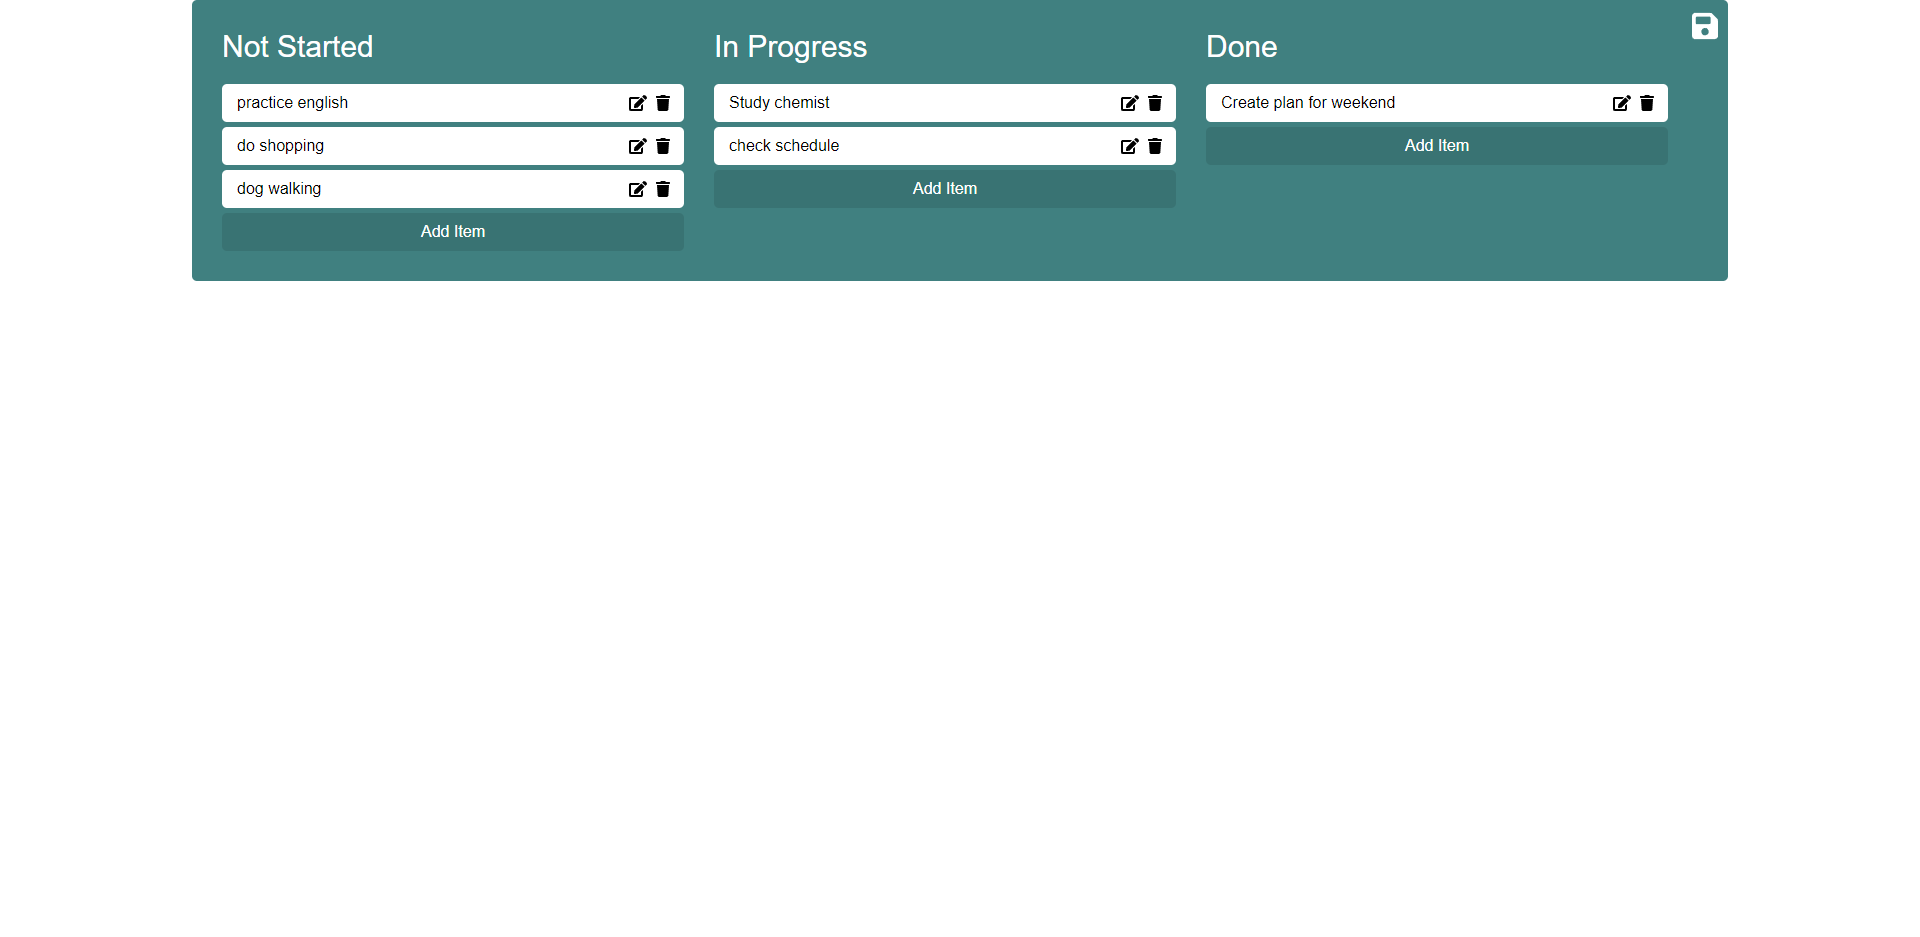 Not Started
practice english
do shopping
dog walking
Add Item
In Progress
Study chemist
check schedule
Add Item
Done
Create plan for weekend
Add Item